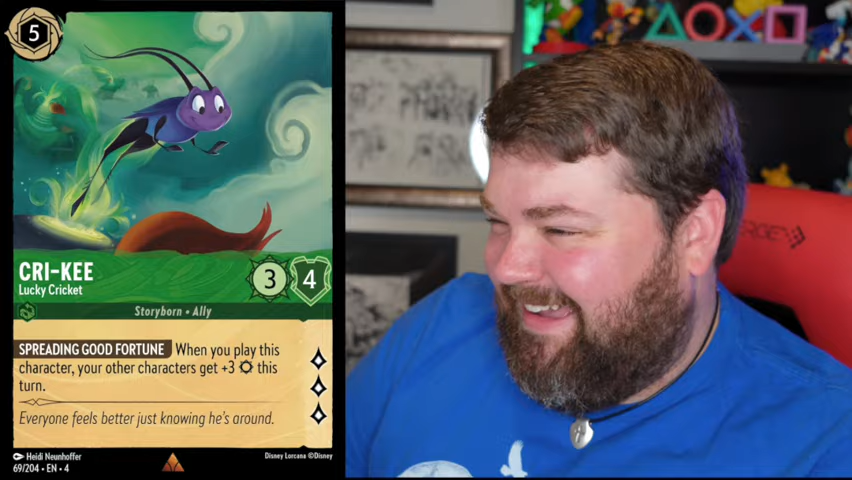 5
CRI-KEE
Lucky Cricket
3
4
Storyborn • Ally
SPREADING GOOD FORTUNE When you play this
character, your other characters get +3 this
turn.
Everyone feels better just knowing he's around.
Heidi Neunhoffer
69/204 • EN • 4
Disney Lorcana ©Disney